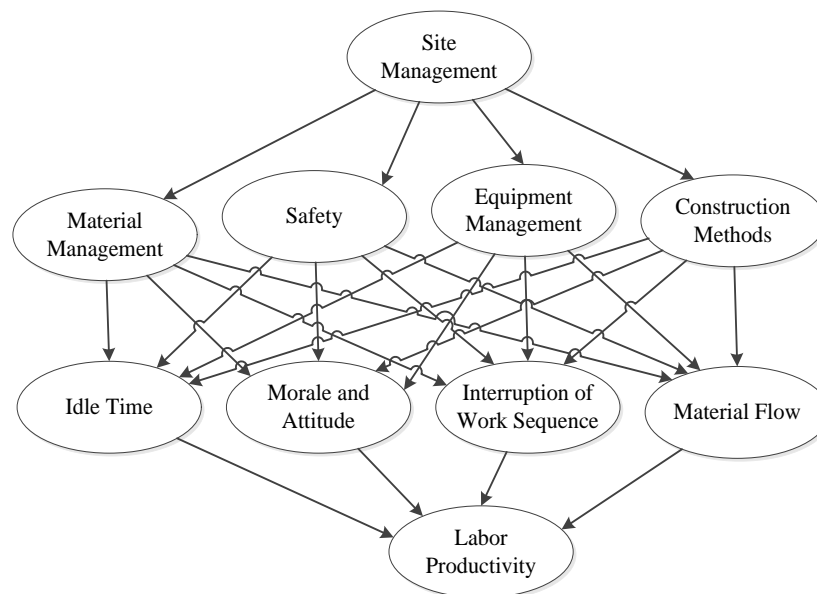 Site
Management
Material
Management
Safety
Equipment
Management
Construction
Methods
Idle Time
Morale and
Attitude
Interruption of
Work Sequence
Material Flow
Labor
Productivity